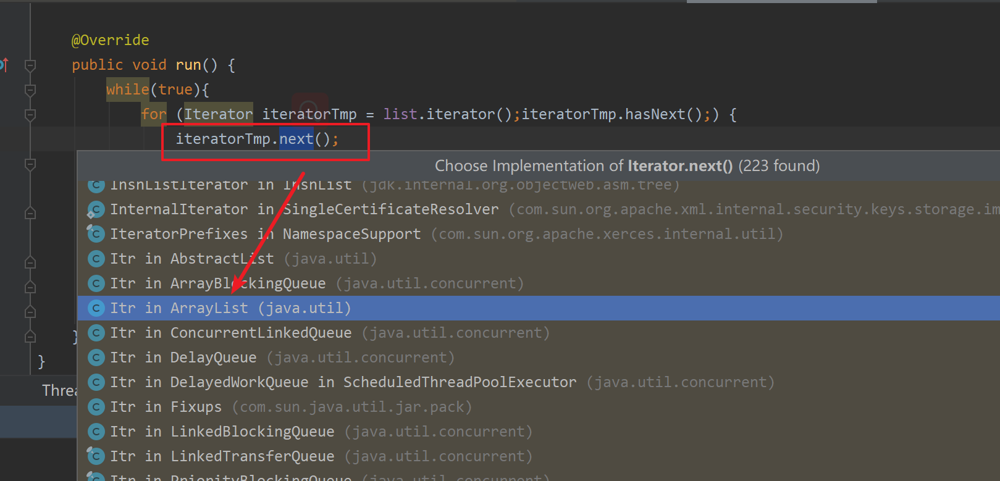 @Override
public void run() {
while(true){
for (Iterator iteratorTmp = list.iterator();iteratorTmp.hasNext();) {
iteratorTmp.next();
Choose Implementation of Iterator.next() (223 found)
InsnListIterator in InsnList (jdk.internal.org.objectweb.asm.tree)
InternalIterator in SingleCertificateResolver (com.sun.org.apache.xml.internal.security.keys.storage.im
IteratorPrefixes in NamespaceSupport (com.sun.org.apache.xerces.internal.util)
Itr in AbstractList (java.util)
Itr in ArrayBlockingQueue (java.util.concurrent)
Itr in ArrayList (java.util)
Itr in ConcurrentLinkedQueue (java.util.concurrent)
}
Itr in DelayQueue (java.util.concurrent)
}
Itr in DelayedWorkQueue in ScheduledThreadPoolExecutor (java.util.concurrent)
Threa
Itr in Fixups (com.sun.java.util.jar.pack)
Itr in LinkedBlockingQueue (java.util.concurrent)
Itr in LinkedTransferQueue (java.util.concurrent)
Itr in PriorityBlockingQueue (java.util.concurrent)